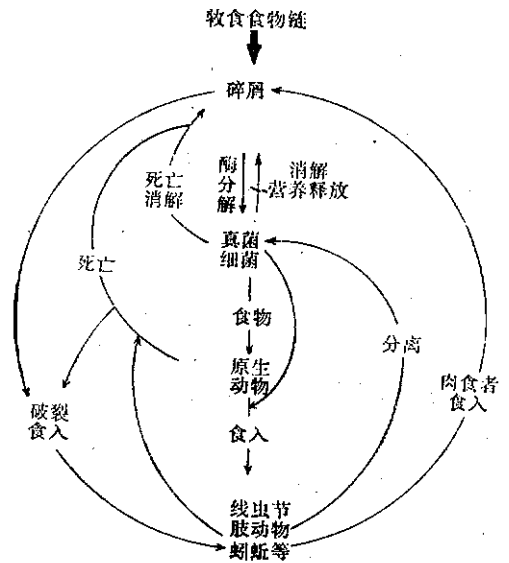 牧食食物链
碎屑
死亡
消解
酶
分
解
消解
营养释放
真菌
细菌
死亡
食物
分离
原生
动物
肉食者
食入
破裂
食入
食入
线虫节
肢动物
蚯蚓等